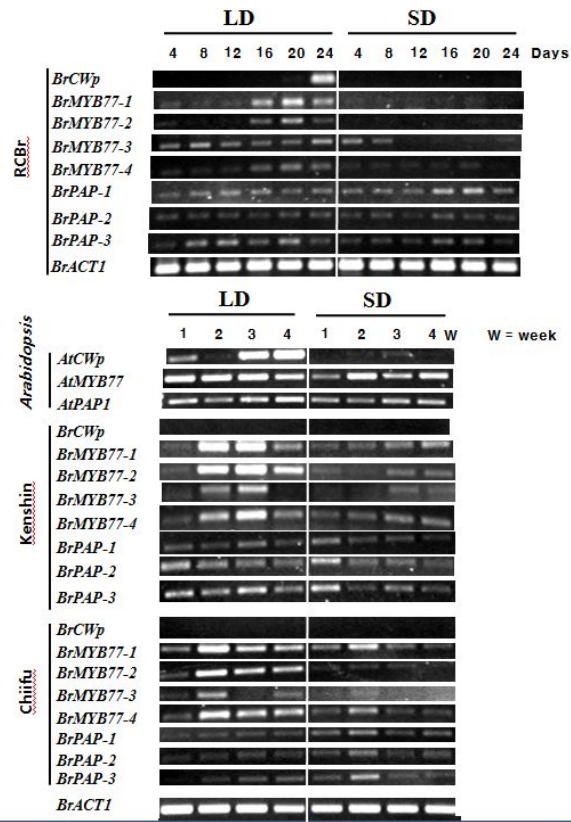 LD SD
4 8 12 16 20 24 4 8 12 16 20 24 Days
RCBr
BrCWp
BrMYB77-1
BrMYB77-2
BrMYB77-3
BrMYB77-4
BrPAP-1
BrPAP-2
BrPAP-3
BrACT1
LD SD
1 2 3 4 1 2 3 4 W W = week
Arabidopsis
AtCWp
AtMYB77
AtPAP1
Kenshin
BrCWp
BrMYB77-1
BrMYB77-2
BrMYB77-3
BrMYB77-4
BrPAP-1
BrPAP-2
BrPAP-3
Chiifu
BrCWp
BrMYB77-1
BrMYB77-2
BrMYB77-3
BrMYB77-4
BrPAP-1
BrPAP-2
BrPAP-3
BrACT1